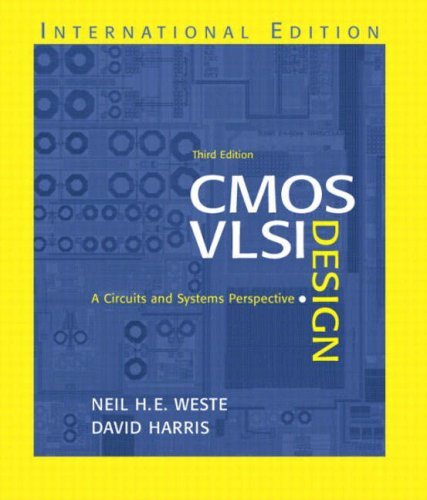 INTERNATIONAL EDITION
Third Edition
CMOS
VLSI
DESIGN
A Circuits and Systems Perspective
NEIL H.E. WESTE
DAVID HARRIS